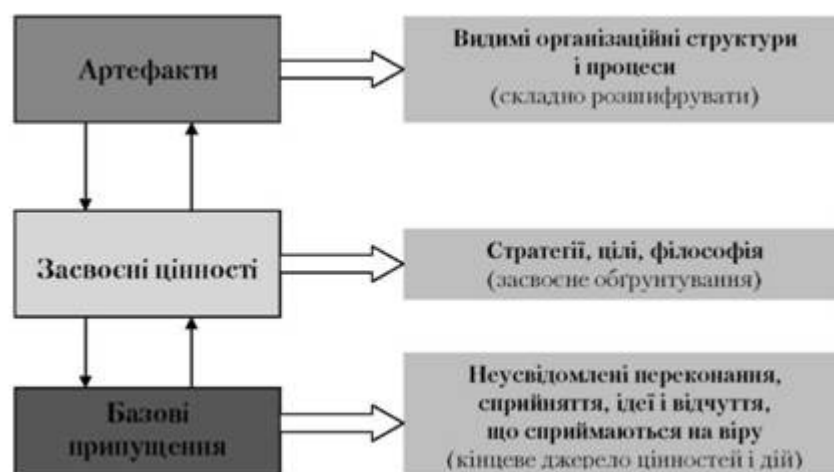 Артефакти
Видимі організаційні структури
і процеси
(складно розшифрувати)
Засвоєні цінності
Стратегії, цілі, філософія
(засвоєне обґрунтування)
Базові
припущення
Неусвідомлені переконання,
сприйняття, ідеї і відчуття,
що сприймаються на віру
(кінцеве джерело цінностей і дій)